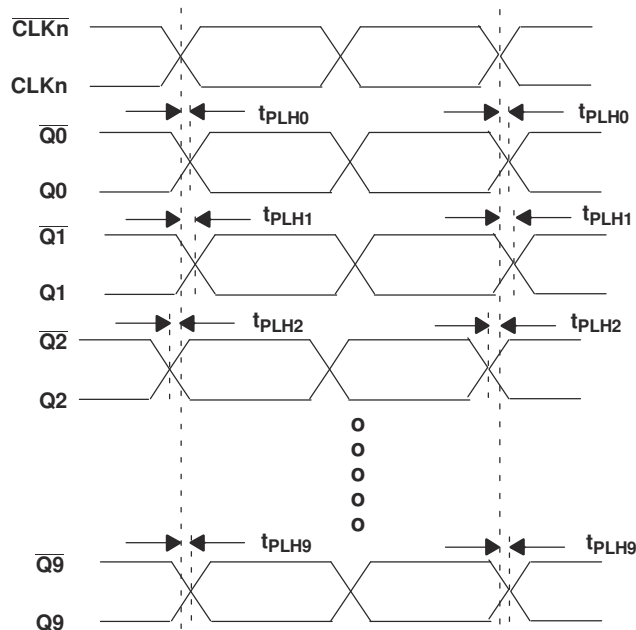 CLKn
CLKn
tPLH0 tPLH0
Q0
Q0
tPLH1 tPLH1
Q1
Q1
tPLH2 tPLH2
Q2
Q2
o
o
o
o
o
tPLH9 tPLH9
Q9
Q9